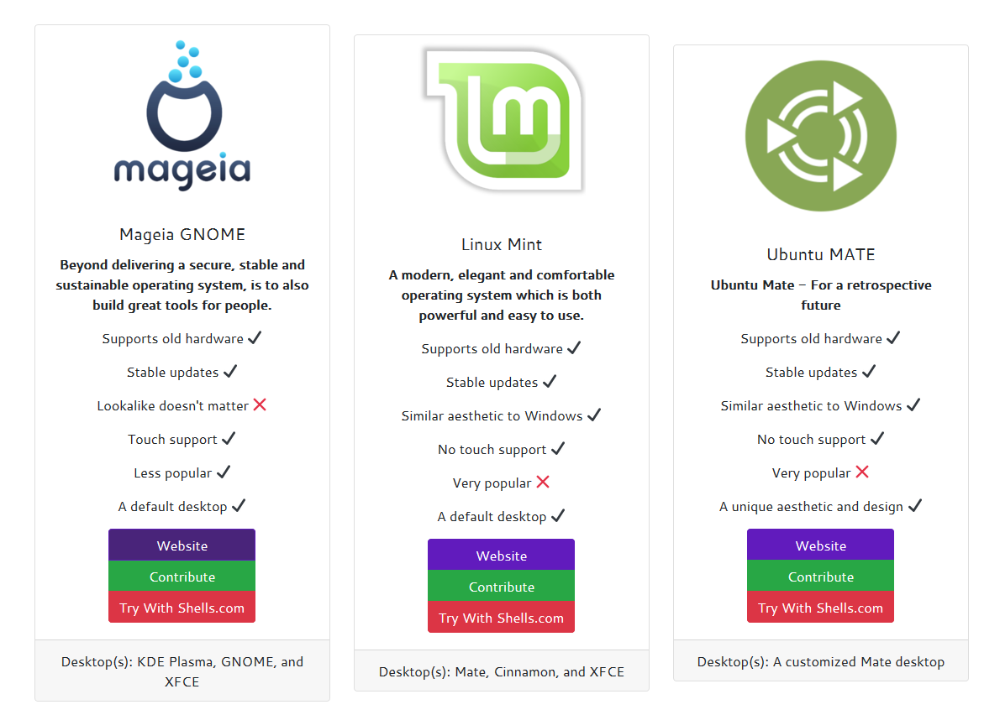 mageia
Mageia GNOME
Beyond delivering a secure, stable and
sustainable operating system, is to also
build great tools for people.
Supports old hardware ✓
Stable updates ✓
Lookalike doesn't matter ✕
Touch support ✓
Less popular ✓
A default desktop ✓
Website
Contribute
Try With Shells.com
Desktop(s): KDE Plasma, GNOME, and
XFCE
Lm
Linux Mint
A modern, elegant and comfortable
operating system which is both
powerful and easy to use.
Supports old hardware ✓
Stable updates ✓
Similar aesthetic to Windows ✓
No touch support ✓
Very popular ✕
A default desktop ✓
Website
Contribute
Try With Shells.com
Desktop(s): Mate, Cinnamon, and XFCE
Ubuntu MATE
Ubuntu Mate - For a retrospective
future
Supports old hardware ✓
Stable updates ✓
Similar aesthetic to Windows ✓
No touch support ✓
Very popular ✕
A unique aesthetic and design ✓
Website
Contribute
Try With Shells.com
Desktop(s): A customized Mate desktop